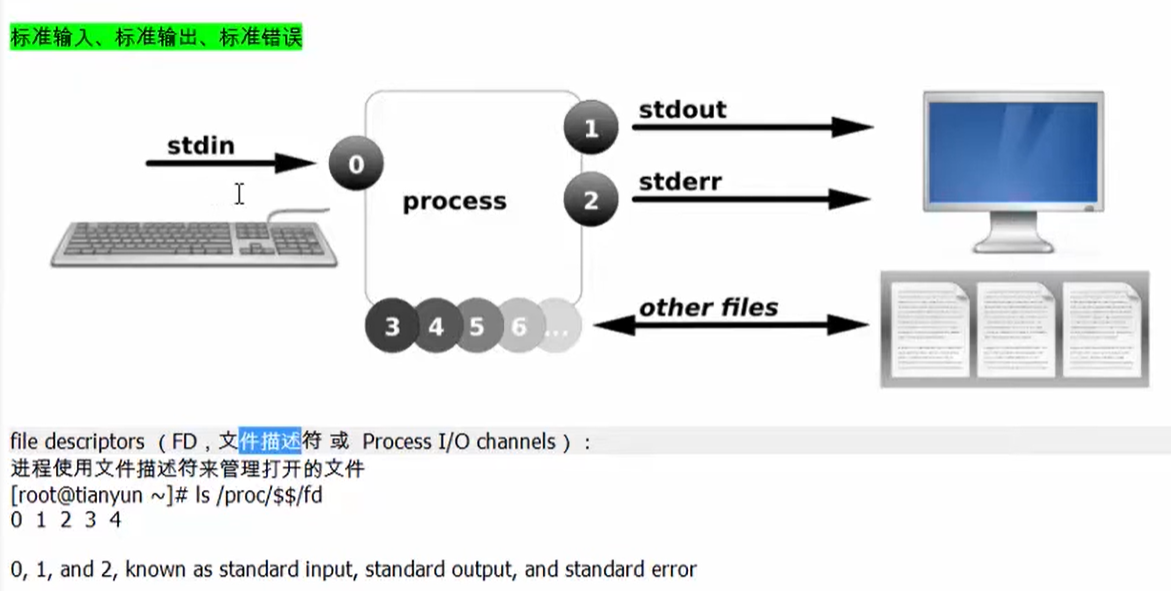 标准输入、标准输出、标准错误
stdin
0
process
1
stdout
2
stderr
3 4 5 6 ...
other files
file descriptors （FD，文件描述符 或 Process I/O channels）：
进程使用文件描述符来管理打开的文件
[root@tianyun ~]# ls /proc/$$/fd
0 1 2 3 4
0, 1, and 2, known as standard input, standard output, and standard error